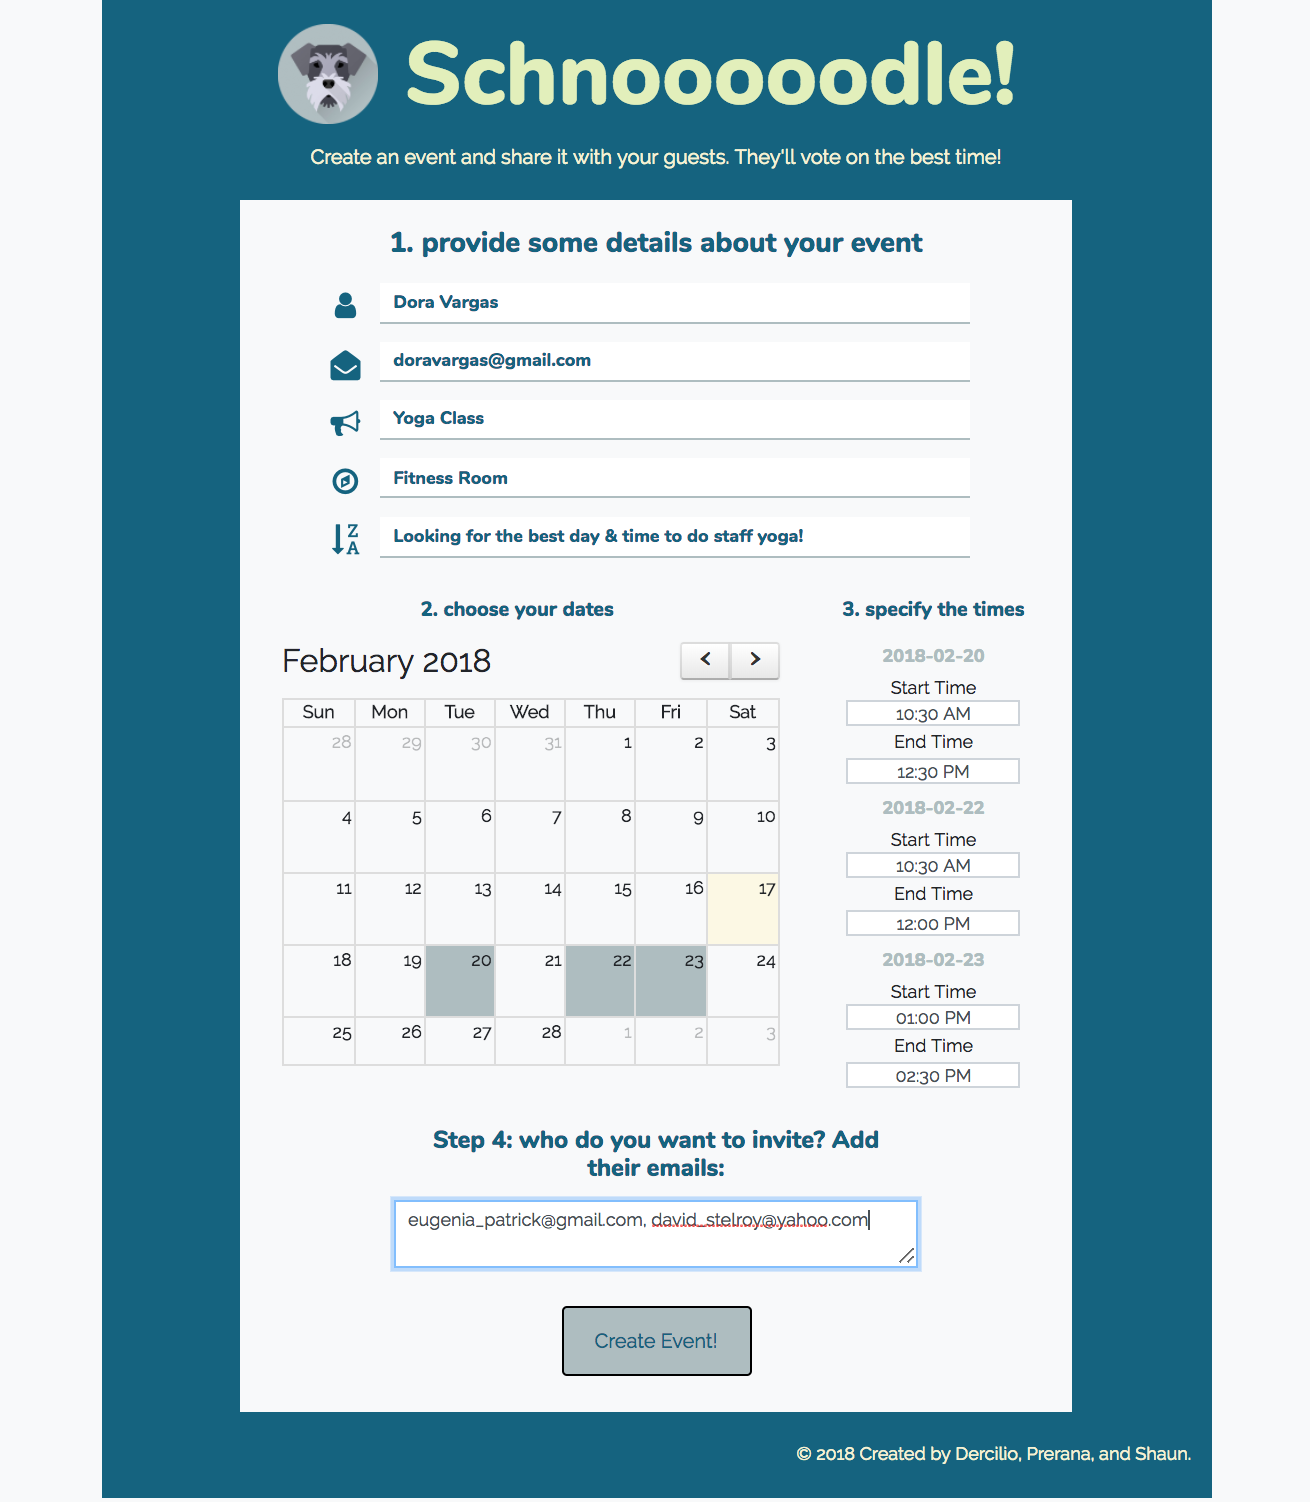 Schnoooooodle!
Create an event and share it with your guests. They'll vote on the best time!
1. provide some details about your event
Dora Vargas
doravargas@gmail.com
Yoga Class
Fitness Room
Z
A
Looking for the best day & time to do staff yoga!
2. choose your dates
February 2018
Sun Mon Tue Wed Thu Fri Sat
28 29 30 31 1 2 3
4 5 6 7 8 9 10
11 12 13 14 15 16 17
18 19 20 21 22 23 24
25 26 27 28 1 2 3
3. specify the times
2018-02-20
Start Time
10:30 AM
End Time
12:30 PM
2018-02-22
Start Time
10:30 AM
End Time
12:00 PM
2018-02-23
Start Time
01:00 PM
End Time
02:30 PM
Step 4: who do you want to invite? Add
their emails:
eugenia_patrick@gmail.com, david_stelroy@yahoo.com
Create Event!
© 2018 Created by Dercilio, Prerana, and Shaun.